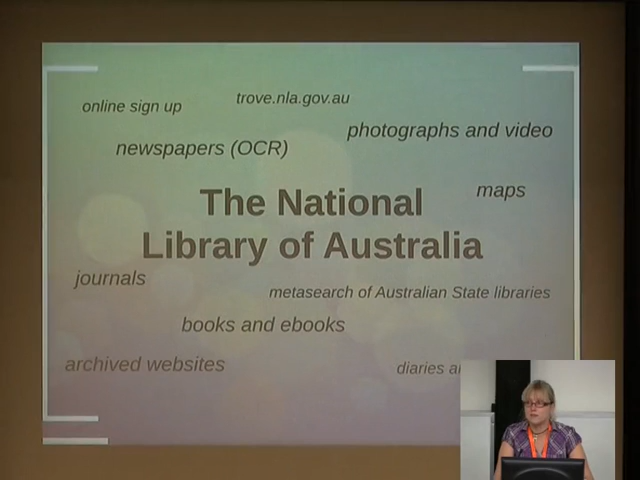 online sign up
trove.nla.gov.au
photographs and video
newspapers (OCR)
maps
The National
Library of Australia
journals
metasearch of Australian State libraries
books and ebooks
archived websites
diaries